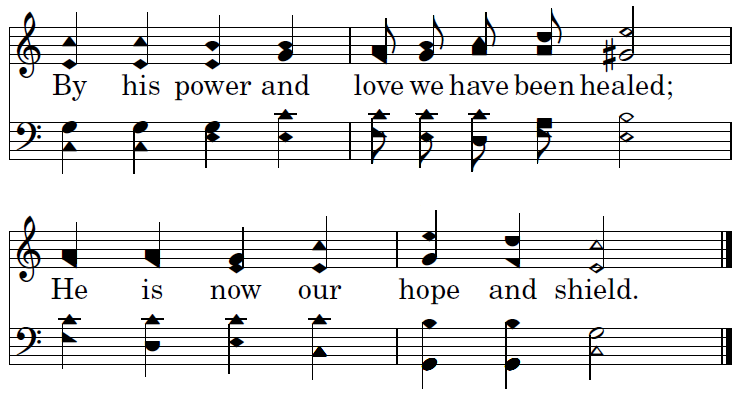 By his power and love we have been healed;
He is now our hope and shield.